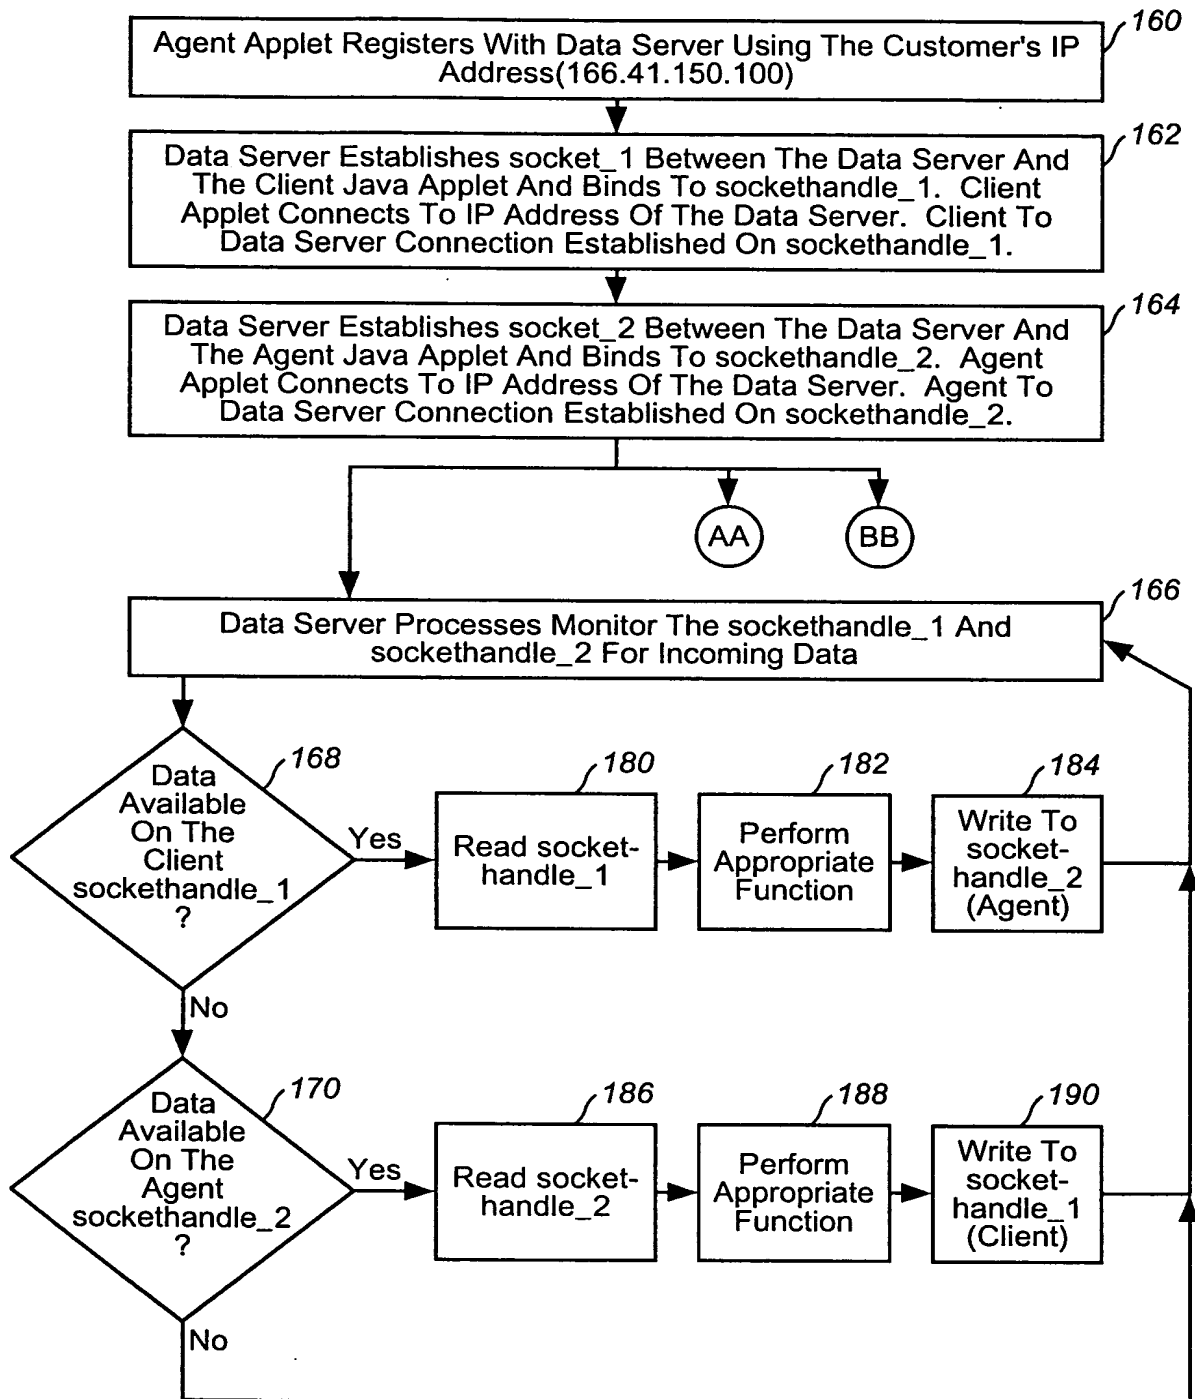 160
Agent Applet Registers With Data Server Using The Customer's IP
Address(166.41.150.100)
162
Data Server Establishes socket_1 Between The Data Server And
The Client Java Applet And Binds To sockethandle_1. Client
Applet Connects To IP Address Of The Data Server. Client To
Data Server Connection Established On sockethandle_1.
164
Data Server Establishes socket_2 Between The Data Server And
The Agent Java Applet And Binds To sockethandle_2. Agent
Applet Connects To IP Address Of The Data Server. Agent To
Data Server Connection Established On sockethandle_2.
AA
BB
166
Data Server Processes Monitor The sockethandle_1 And
sockethandle_2 For Incoming Data
168
Data
Available
On The
Client
sockethandle_1
?
Yes
180
Read socket-
handle_1
182
Perform
Appropriate
Function
184
Write To
socket-
handle_2
(Agent)
No
170
Data
Available
On The
Agent
sockethandle_2
?
Yes
186
Read socket-
handle_2
188
Perform
Appropriate
Function
190
Write To
socket-
handle_1
(Client)
No